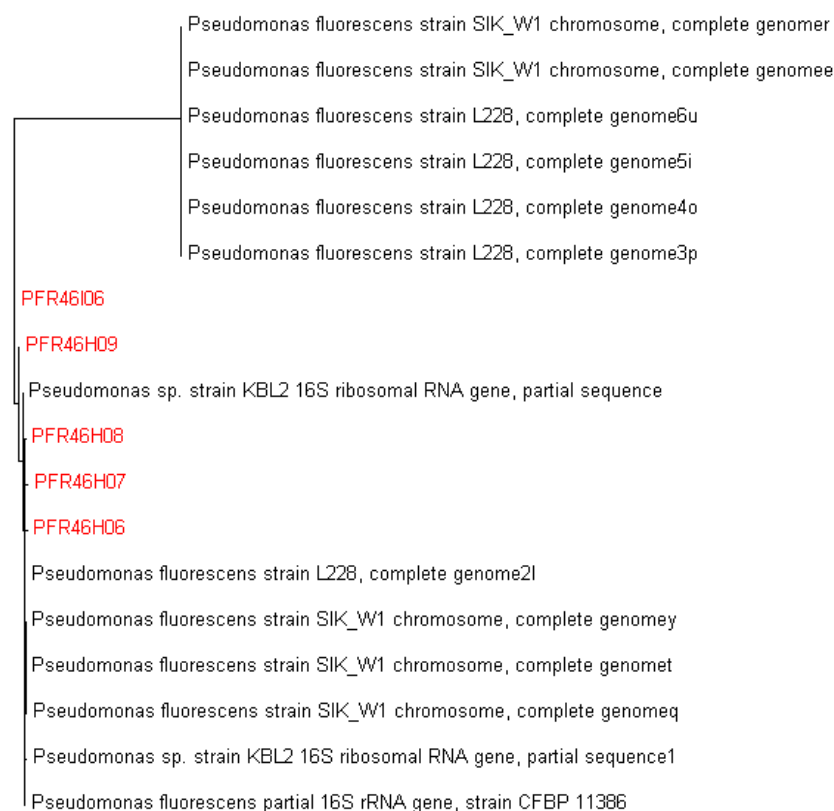 Pseudomonas fluorescens strain SIK_W1 chromosome, complete genomer
Pseudomonas fluorescens strain SIK_W1 chromosome, complete genomee
Pseudomonas fluorescens strain L228, complete genome6u
Pseudomonas fluorescens strain L228, complete genome5i
Pseudomonas fluorescens strain L228, complete genome4o
Pseudomonas fluorescens strain L228, complete genome3p
PFR46I06
PFR46H09
Pseudomonas sp. strain KBL2 16S ribosomal RNA gene, partial sequence
PFR46H08
PFR46H07
PFR46H06
Pseudomonas fluorescens strain L228, complete genome2l
Pseudomonas fluorescens strain SIK_W1 chromosome, complete genomey
Pseudomonas fluorescens strain SIK_W1 chromosome, complete genomet
Pseudomonas fluorescens strain SIK_W1 chromosome, complete genomeq
Pseudomonas sp. strain KBL2 16S ribosomal RNA gene, partial sequence1
Pseudomonas fluorescens partial 16S rRNA gene, strain CFBP 11386